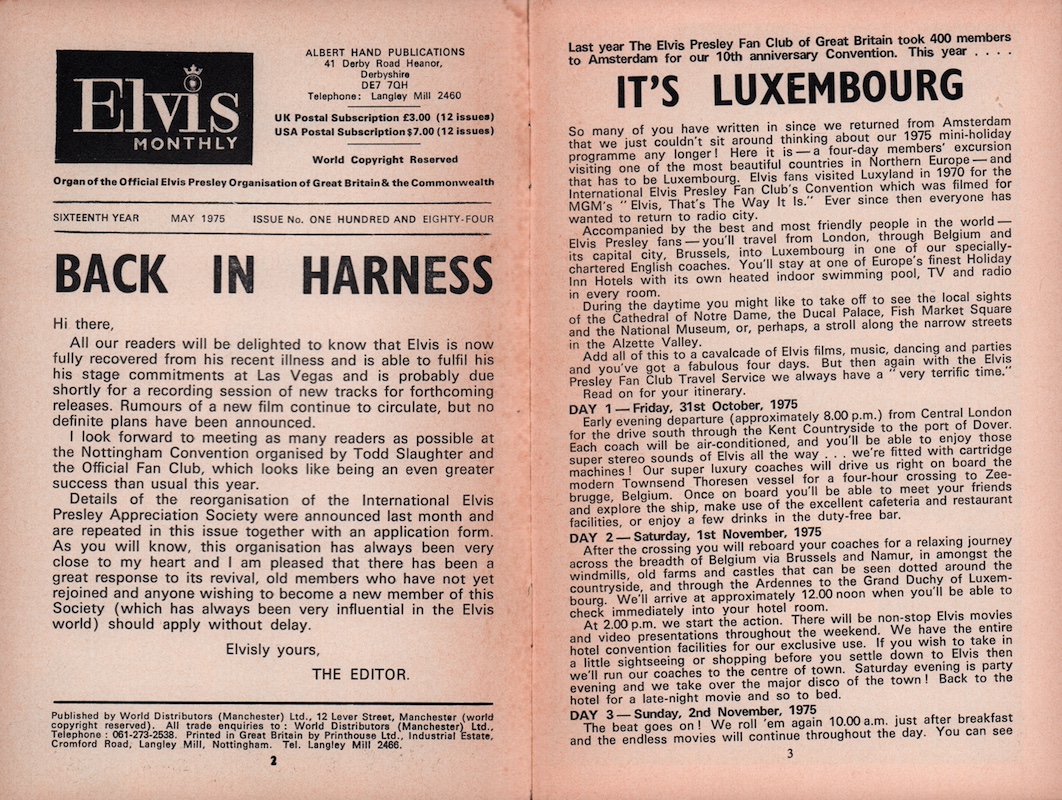 Elvis
MONTHLY
ALBERT HAND PUBLICATIONS
41 Derby Road Heanor,
Derbyshire
DE7 7QH
Telephone: Langley Mill 2460
UK Postal Subscription £3.00 (12 issues)
USA Postal Subscription $7.00 (12 issues)
World Copyright Reserved
Organ of the Official Elvis Presley Organisation of Great Britain & the Commonwealth
SIXTEENTH YEAR MAY 1975 ISSUE No. ONE HUNDRED AND EIGHTY-FOUR
BACK IN HARNESS
Hi there,
All our readers will be delighted to know that Elvis is now
fully recovered from his recent illness and is able to fulfil his
his stage commitments at Las Vegas and is probably due
shortly for a recording session of new tracks for forthcoming
releases. Rumours of a new film continue to circulate, but no
definite plans have been announced.
I look forward to meeting as many readers as possible at
the Nottingham Convention organised by Todd Slaughter and
the Official Fan Club, which looks like being an even greater
success than usual this year.
Details of the reorganisation of the International Elvis
Presley Appreciation Society were announced last month and
are repeated in this issue together with an application form.
As you will know, this organisation has always been very
close to my heart and I am pleased that there has been a
great response to its revival, old members who have not yet
rejoined and anyone wishing to become a new member of this
Society (which has always been very influential in the Elvis
world) should apply without delay.
Elvisly yours,
THE EDITOR.
Published by World Distributors (Manchester) Ltd., 12 Lever Street, Manchester (world
copyright reserved). All trade enquiries to : World Distributors (Manchester) Ltd.,
Telephone : 061-273-2538. Printed in Great Britain by Printhouse Ltd., Industrial Estate,
Cromford Road, Langley Mill, Nottingham. Tel. Langley Mill 2466.
2
Last year The Elvis Presley Fan Club of Great Britain took 400 members
to Amsterdam for our 10th anniversary Convention. This year . . . .
IT'S LUXEMBOURG
So many of you have written in since we returned from Amsterdam
that we just couldn't sit around thinking about our 1975 mini-holiday
programme any longer! Here it is — a four-day members' excursion
visiting one of the most beautiful countries in Northern Europe — and
that has to be Luxembourg. Elvis fans visited Luxyland in 1970 for the
International Elvis Presley Fan Club's Convention which was filmed for
MGM's " Elvis, That's The Way It Is." Ever since then everyone has
wanted to return to radio city.
Accompanied by the best and most friendly people in the world —
Elvis Presley fans — you'll travel from London, through Belgium and
its capital city, Brussels, into Luxembourg in one of our specially-
chartered English coaches. You'll stay at one of Europe's finest Holiday
Inn Hotels with its own heated indoor swimming pool, TV and radio
in every room.
During the daytime you might like to take off to see the local sights
of the Cathedral of Notre Dame, the Ducal Palace, Fish Market Square
and the National Museum, or, perhaps, a stroll along the narrow streets
in the Alzette Valley.
Add all of this to a cavalcade of Elvis films, music, dancing and parties
and you've got a fabulous four days. But then again with the Elvis
Presley Fan Club Travel Service we always have a " very terrific time."
Read on for your itinerary.
DAY 1 — Friday, 31st October, 1975
Early evening departure (approximately 8.00 p.m.) from Central London
for the drive south through the Kent Countryside to the port of Dover.
Each coach will be air-conditioned, and you'll be able to enjoy those
super stereo sounds of Elvis all the way . . . we're fitted with cartridge
machines ! Our super luxury coaches will drive us right on board the
modern Townsend Thoresen vessel for a four-hour crossing to Zee-
brugge, Belgium. Once on board you'll be able to meet your friends
and explore the ship, make use of the excellent cafeteria and restaurant
facilities, or enjoy a few drinks in the duty-free bar.
DAY 2 — Saturday, 1st November, 1975
After the crossing you will reboard your coaches for a relaxing journey
across the breadth of Belgium via Brussels and Namur, in amongst the
windmills, old farms and castles that can be seen dotted around the
countryside, and through the Ardennes to the Grand Duchy of Luxem-
bourg. We'll arrive at approximately 12.00 noon when you'll be able to
check immediately into your hotel room.
At 2.00 p.m. we start the action. There will be non-stop Elvis movies
and video presentations throughout the weekend. We have the entire
hotel convention facilities for our exclusive use. If you wish to take in
a little sightseeing or shopping before you settle down to Elvis then
we'll run our coaches to the centre of town. Saturday evening is party
evening and we take over the major disco of the town ! Back to the
hotel for a late-night movie and so to bed.
DAY 3 — Sunday, 2nd November, 1975
The beat goes on ! We roll 'em again 10.00 a.m. just after breakfast
and the endless movies will continue throughout the day. You can see
3